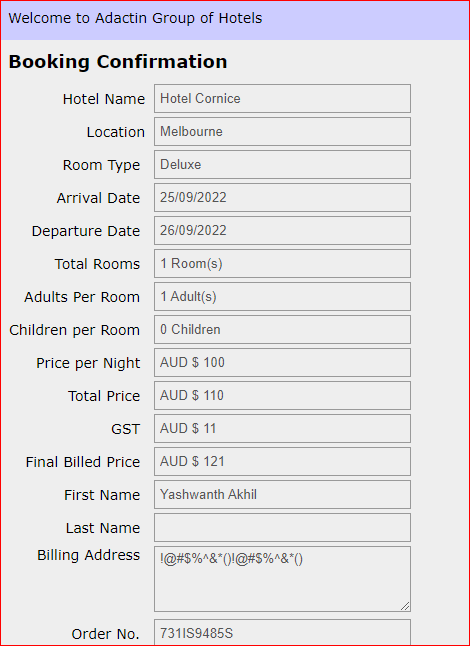 Welcome to Adactin Group of Hotels
Booking Confirmation
Hotel Name Hotel Cornice
Location Melbourne
Room Type Deluxe
Arrival Date 25/09/2022
Departure Date 26/09/2022
Total Rooms 1 Room(s)
Adults Per Room 1 Adult(s)
Children per Room 0 Children
Price per Night AUD $ 100
Total Price AUD $ 110
GST AUD $ 11
Final Billed Price AUD $ 121
First Name Yashwanth Akhil
Last Name
Billing Address !@#$%^&*()!@#$%^&*()
Order No. 731IS9485S